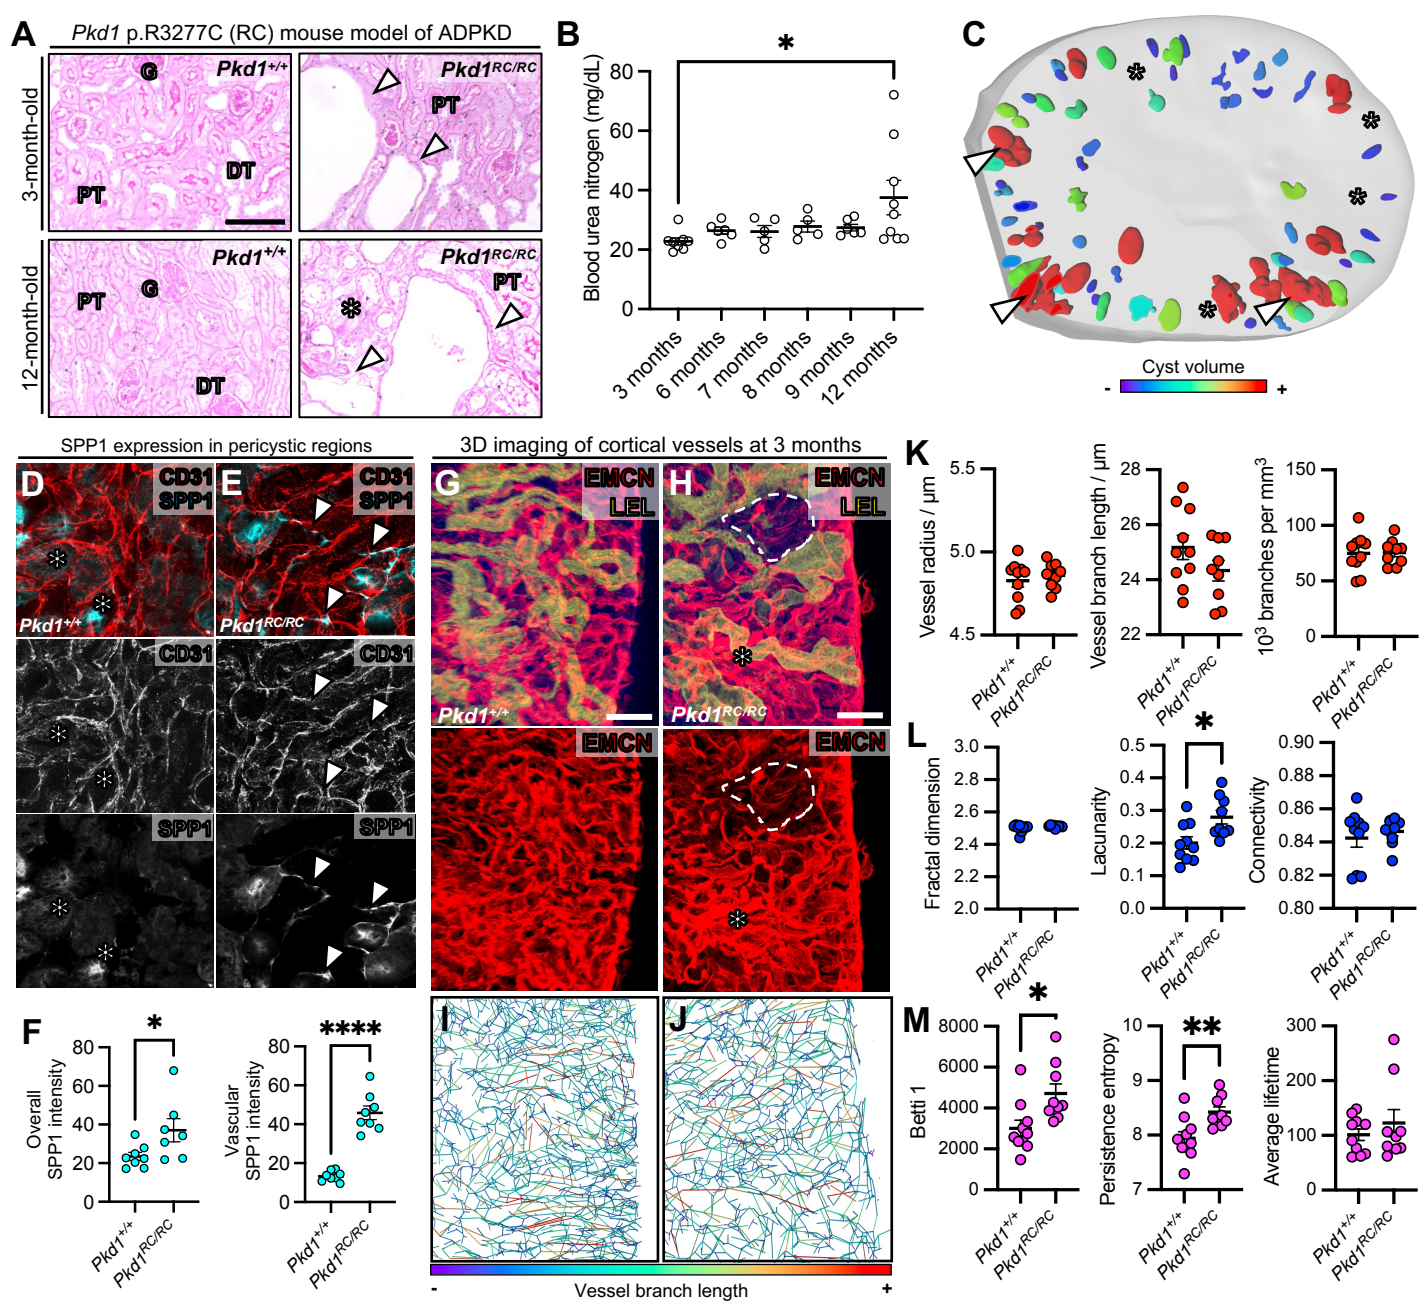 A
Pkd1 p.R3277C (RC) mouse model of ADPKD
3-month-old
G
Pkd1+/+
PT
DT
Pkd1RC/RC
PT
12-month-old
Pkd1+/+
PT
G
DT
Pkd1RC/RC
PT
*
B
*
Blood urea nitrogen (mg/dL)
80
60
40
20
0
3 months
6 months
7 months
8 months
9 months
12 months
C
*
*
*
*
Cyst volume
- +
SPP1 expression in pericystic regions
D
CD31
SPP1
*
*
Pkd1+/+
E
CD31
SPP1
Pkd1RC/RC
CD31
*
*
CD31
SPP1
*
*
SPP1
F
*
Overall
SPP1 intensity
80
60
40
20
0
Pkd1+/+
Pkd1RC/RC
****
Vascular
SPP1 intensity
80
60
40
20
0
Pkd1+/+
Pkd1RC/RC
3D imaging of cortical vessels at 3 months
G
EMCN
LEL
Pkd1+/+
H
EMCN
LEL
*
Pkd1RC/RC
EMCN
EMCN
*
I
J
- +
Vessel branch length
K
Vessel radius / µm
5.5
5.0
4.5
Pkd1+/+
Pkd1RC/RC
Vessel branch length / µm
28
26
24
22
Pkd1+/+
Pkd1RC/RC
103 branches per mm3
150
100
50
0
Pkd1+/+
Pkd1RC/RC
L
Fractal dimension
3.0
2.8
2.6
2.4
2.2
2.0
Pkd1+/+
Pkd1RC/RC
*
Lacunarity
0.5
0.4
0.3
0.2
0.1
0.0
Pkd1+/+
Pkd1RC/RC
Connectivity
0.90
0.88
0.86
0.84
0.82
0.80
Pkd1+/+
Pkd1RC/RC
M
*
Betti 1
8000
6000
4000
2000
0
Pkd1+/+
Pkd1RC/RC
**
Persistence entropy
10
9
8
7
Pkd1+/+
Pkd1RC/RC
Average lifetime
300
200
100
0
Pkd1+/+
Pkd1RC/RC